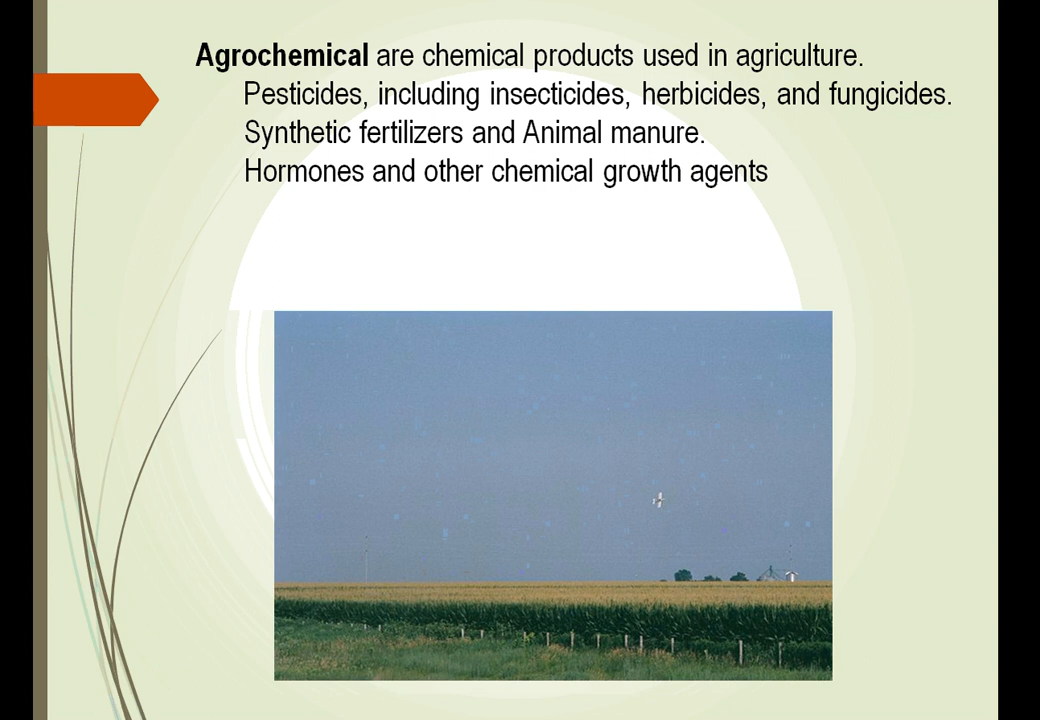 Agrochemical are chemical products used in agriculture.
Pesticides, including insecticides, herbicides, and fungicides.
Synthetic fertilizers and Animal manure.
Hormones and other chemical growth agents